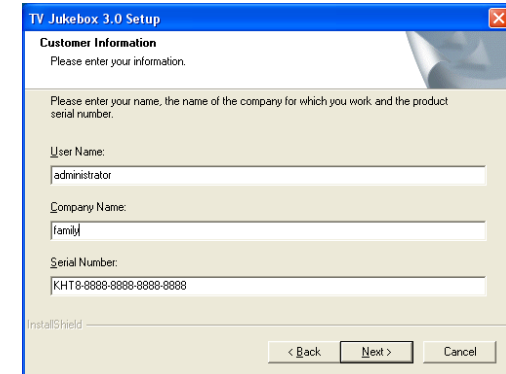 TV Jukebox 3.0 Setup
Customer Information
Please enter your information.
Please enter your name, the name of the company for which you work and the product
serial number.
User Name:
administrator
Company Name:
family
Serial Number:
KHT8-8888-8888-8888-8888
InstallShield
< Back
Next >
Cancel